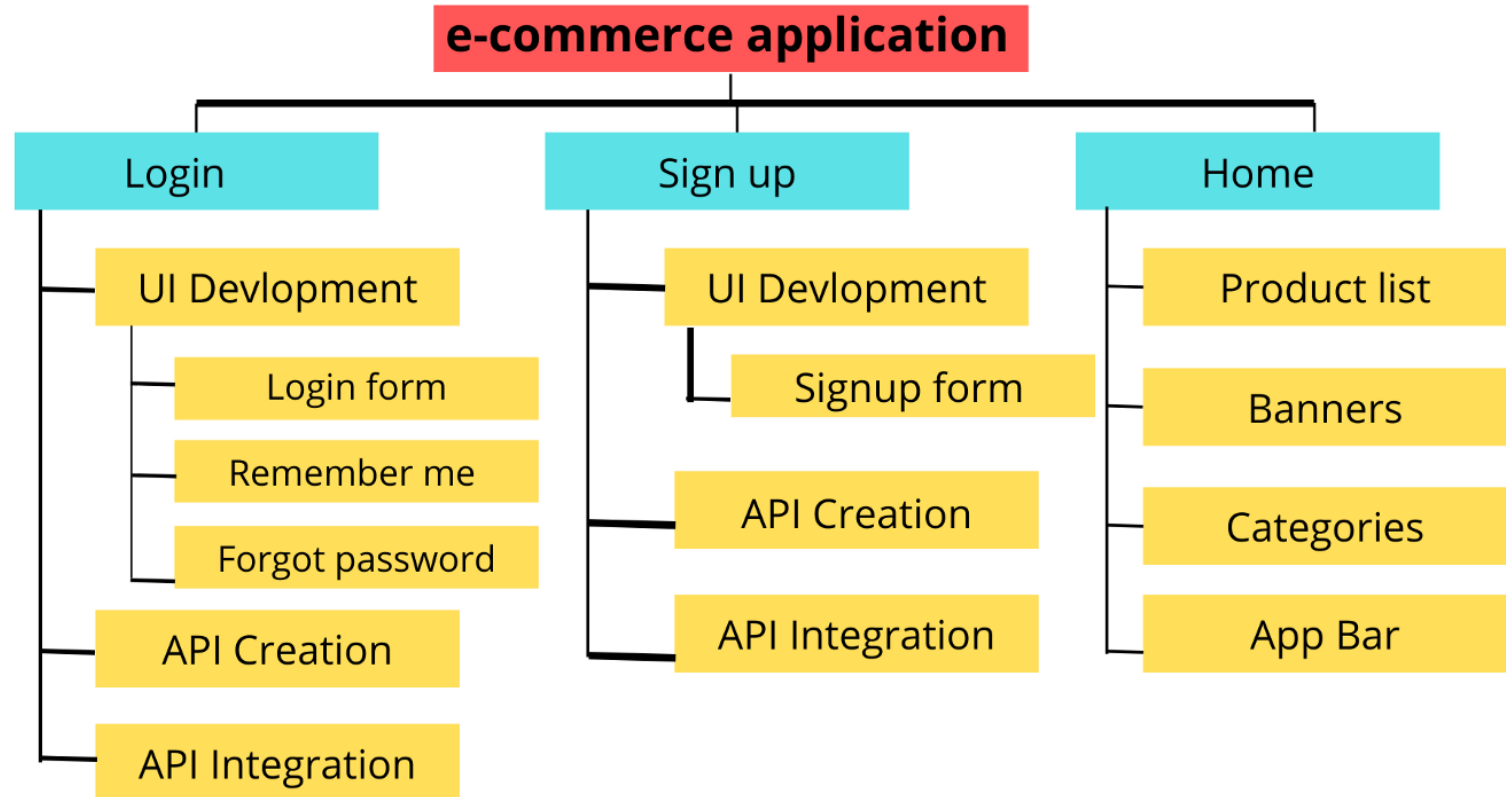 e-commerce application
Login
UI Devlopment
Login form
Remember me
Forgot password
API Creation
API Integration
Sign up
UI Devlopment
Signup form
API Creation
API Integration
Home
Product list
Banners
Categories
App Bar